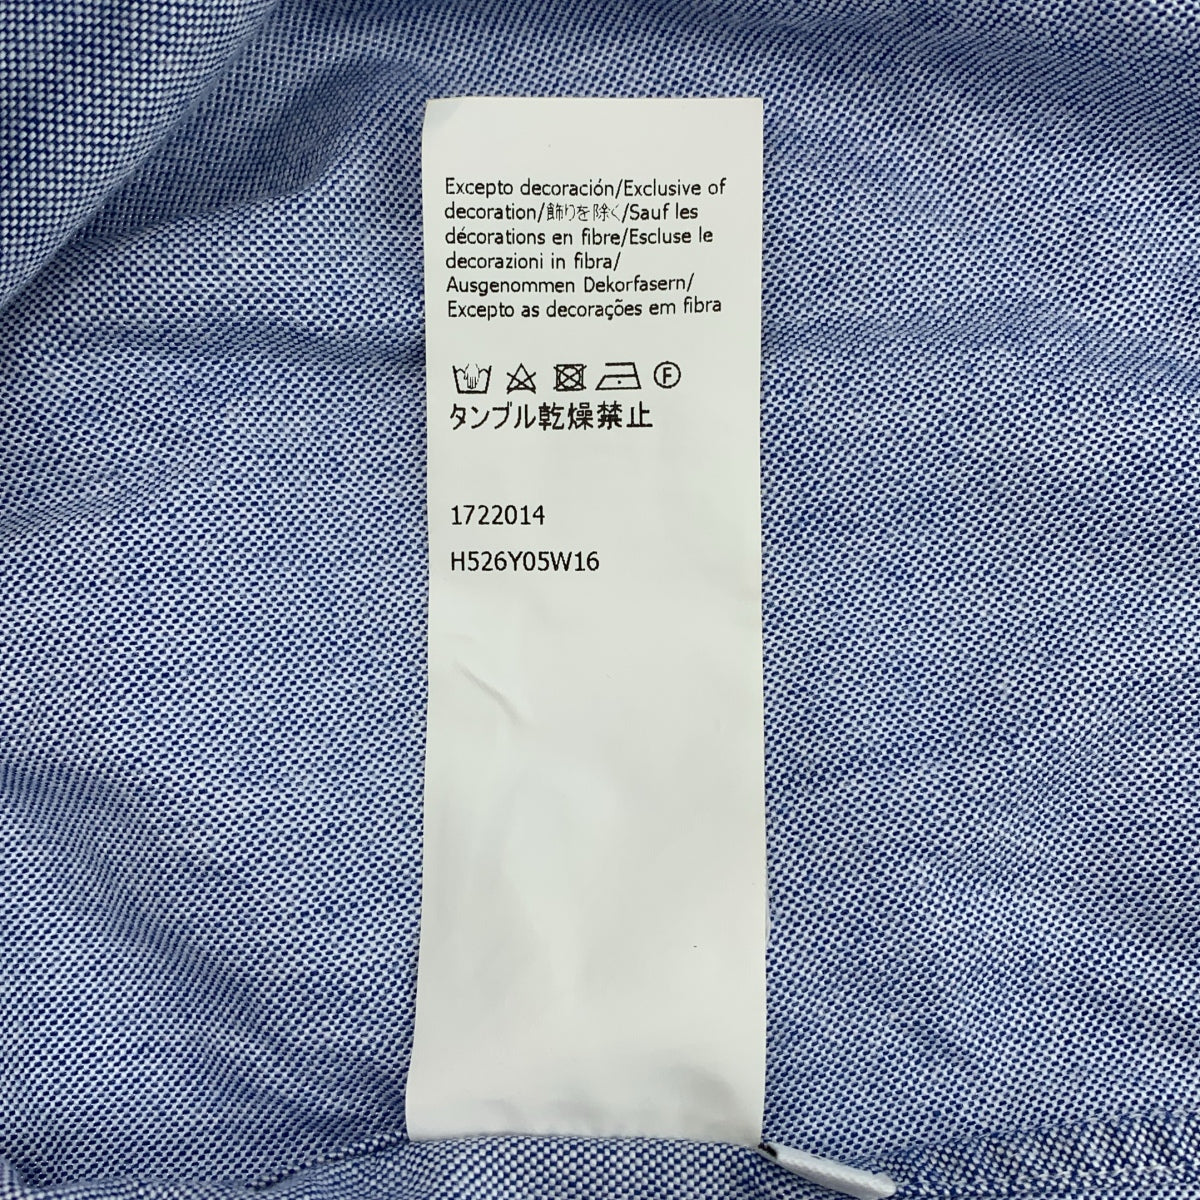 Excepto decoración/Exclusive of
decoration/飾りを除く/Sauf les
décorations en fibre/Escluse le
decorazioni in fibra/
Ausgenommen Dekorfasern/
Excepto as decorações em fibra
F
タンブル乾燥禁止
1722014
H526Y05W16